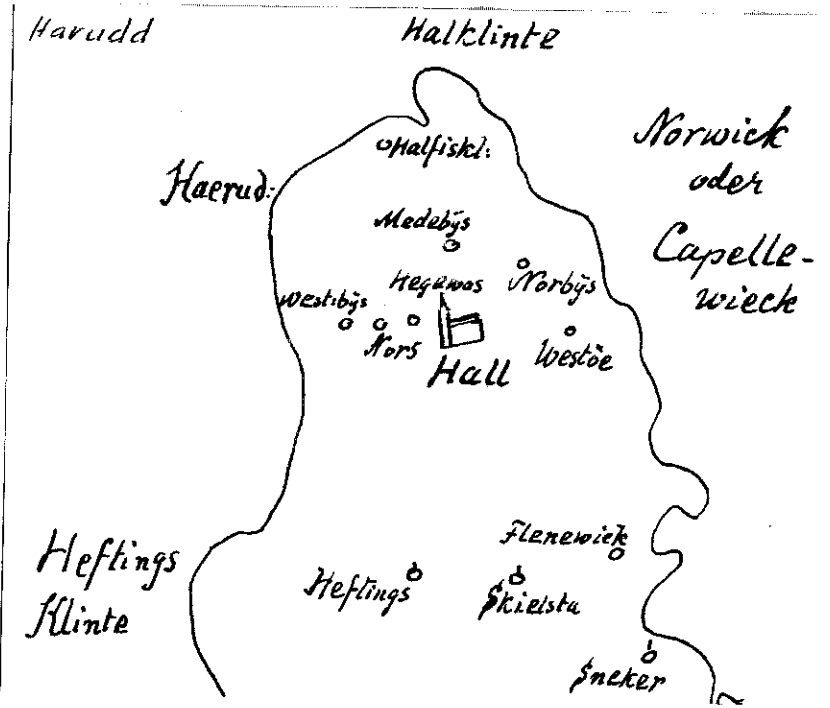 Harudd
Halklinte
Norwick
oder
Capelle-
wieck
Halfiskl:
Haerud:
Medebÿs
Hegawas
Norbÿs
Westibÿs
Nors
Hall
Westöe
Heftings
Klinte
Flenewiek
Heftings
Skielsta
Sneker